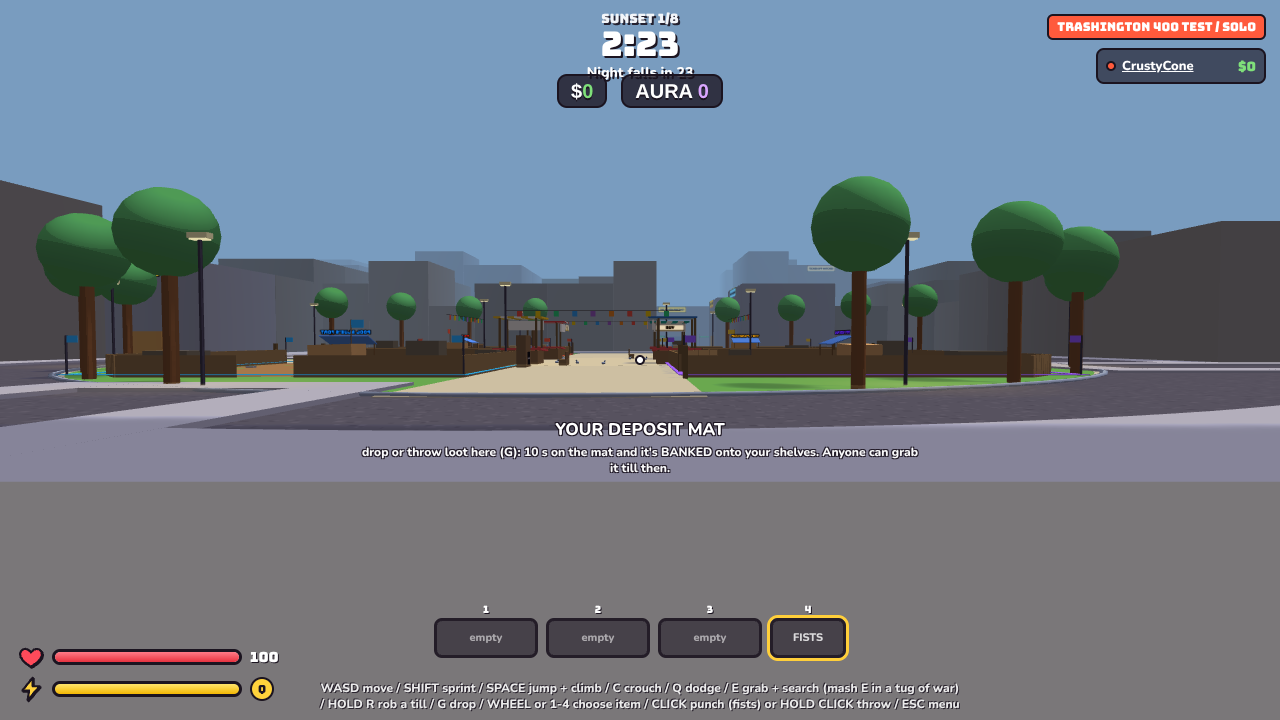 SUNSET 1/8
2:23
Night falls in 23
$0
AURA 0
TRASHINGTON 400 TEST / SOLO
CrustyCone $0
YOUR DEPOSIT MAT
drop or throw loot here (G): 10 s on the mat and it's BANKED onto your shelves. Anyone can grab
it till then.
1 2 3 4
empty empty empty FISTS
100
0
WASD move / SHIFT sprint / SPACE jump + climb / C crouch / Q dodge / E grab + search (mash E in a tug of war)
/ HOLD R rob a till / G drop / WHEEL or 1-4 choose item / CLICK punch (fists) or HOLD CLICK throw / ESC menu